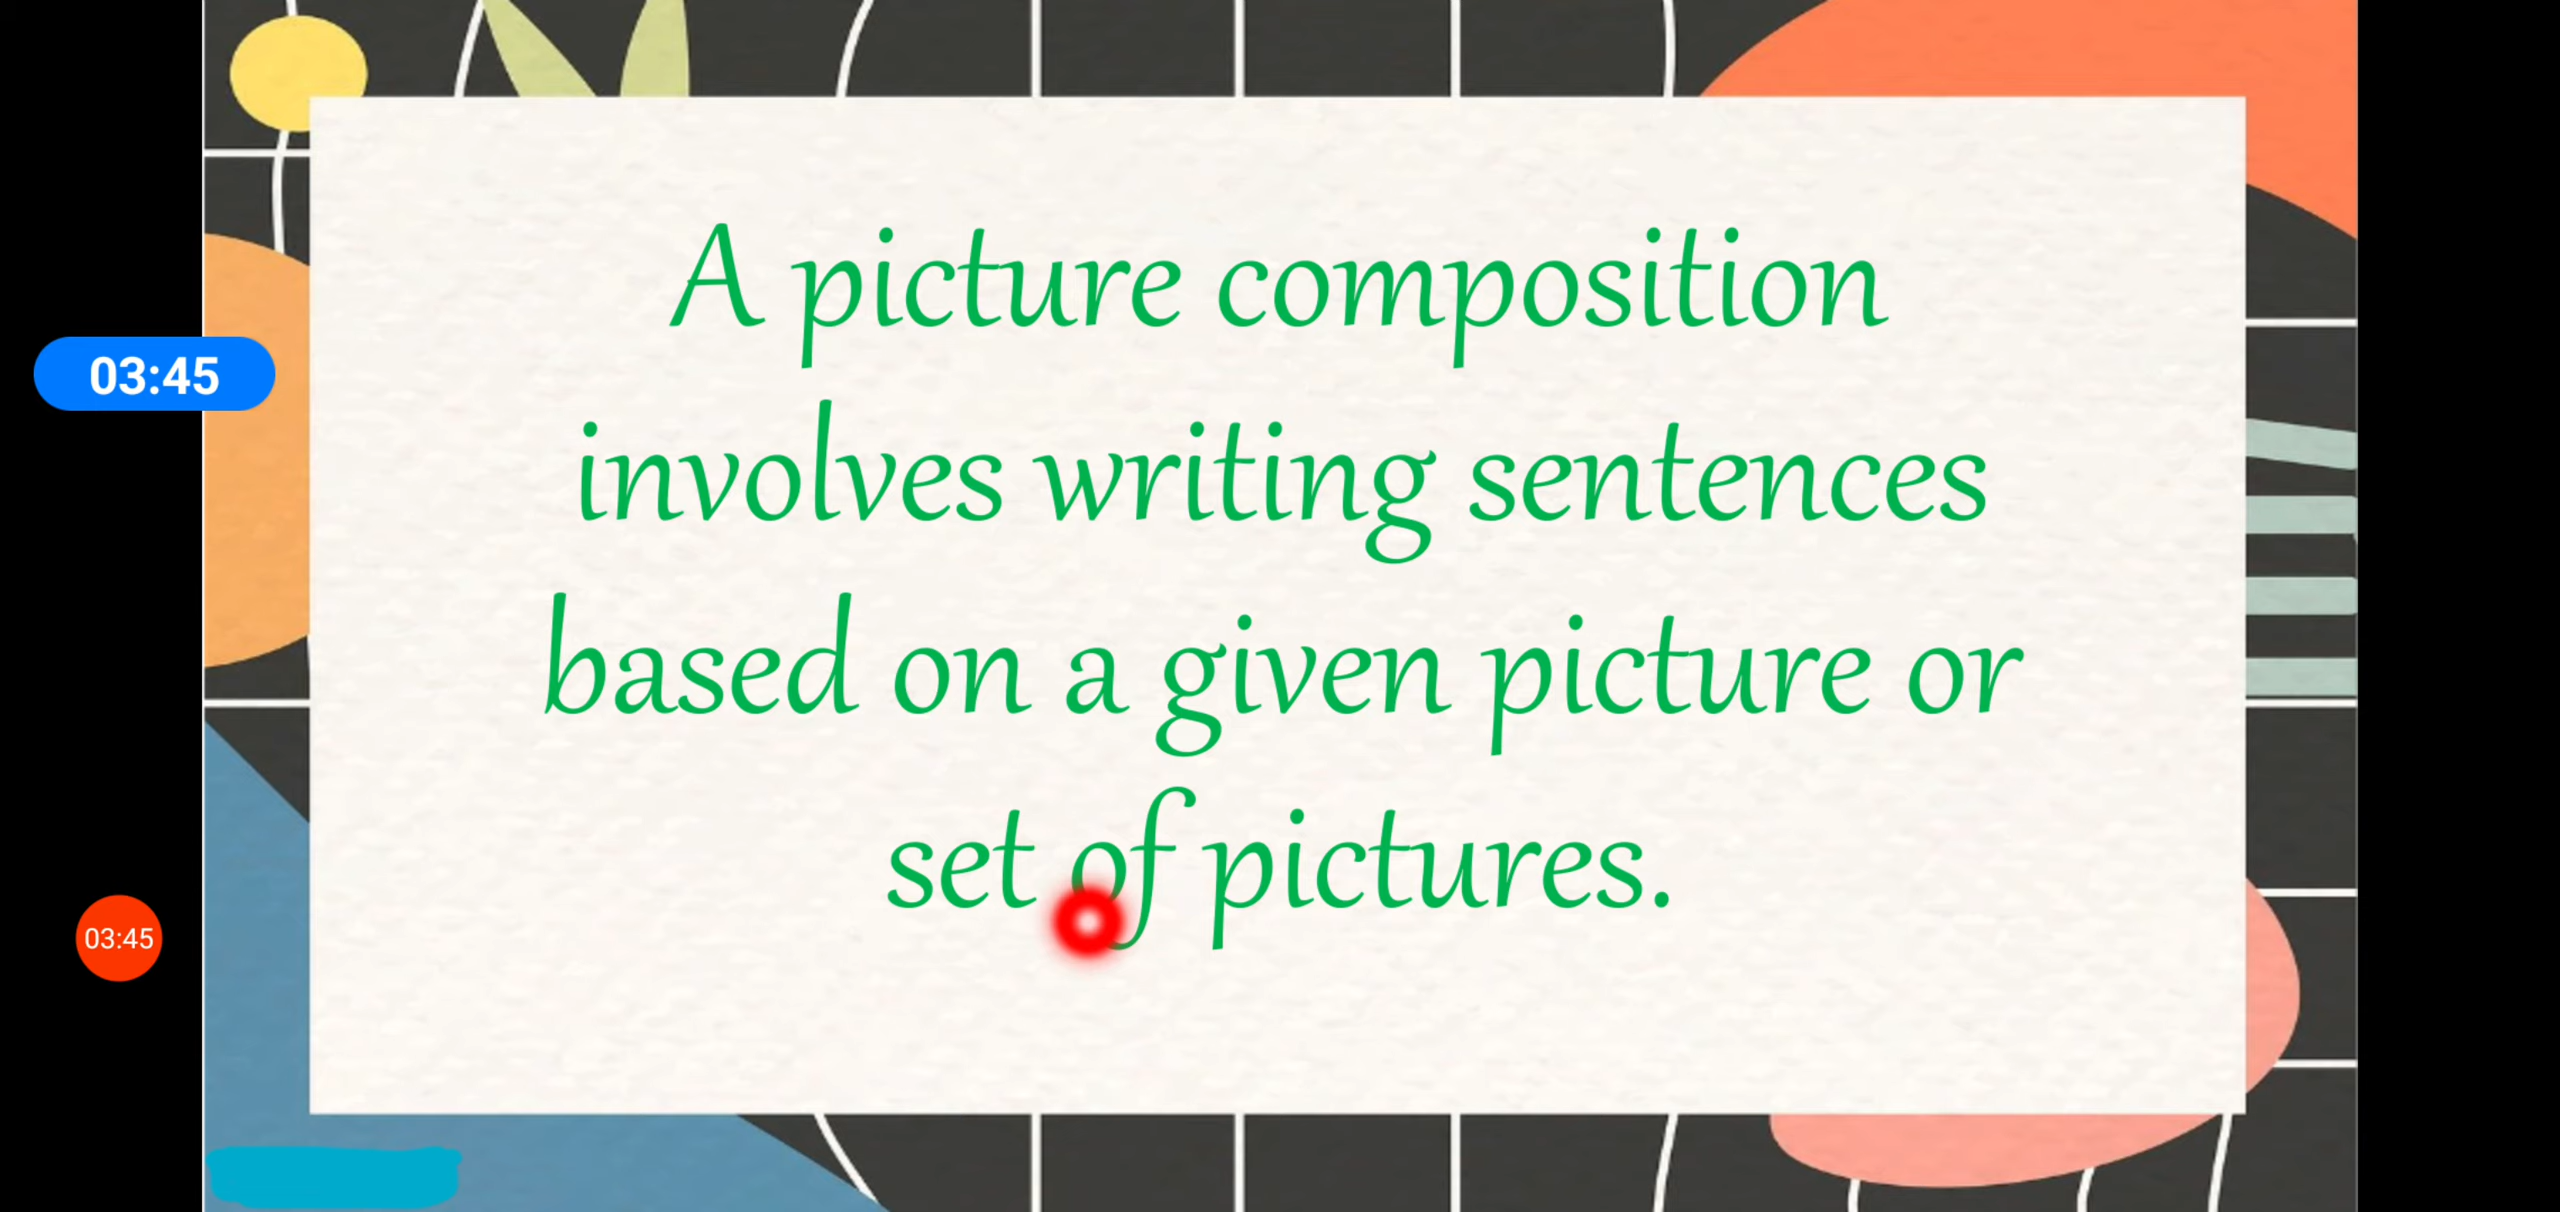 A picture composition
03:45
involves writing sentences
based on a given picture or
set of pictures.
03:45